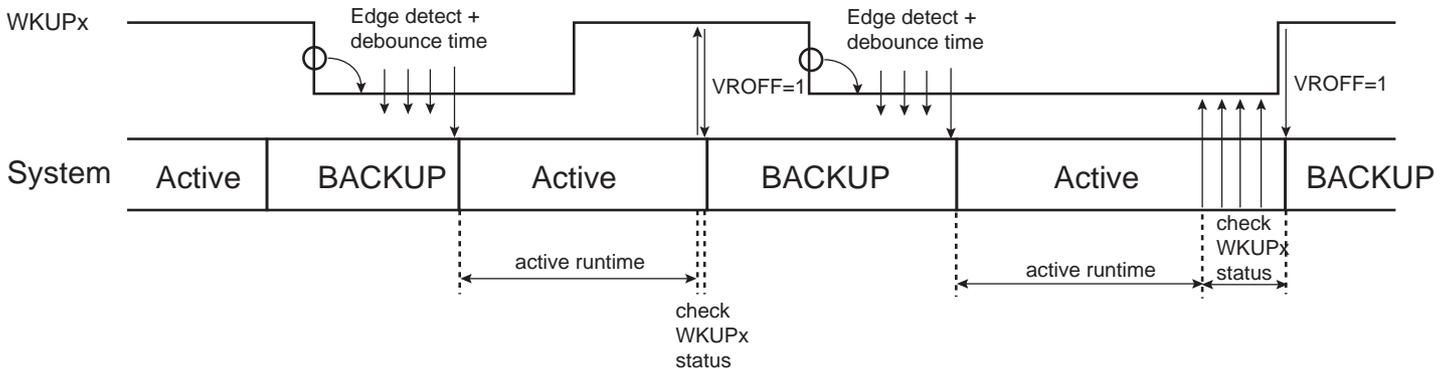 WKUPx
Edge detect +
debounce time
VROFF=1
Edge detect +
debounce time
VROFF=1
System
Active
BACKUP
Active
BACKUP
Active
BACKUP
active runtime
check
WKUPx
status
active runtime
check
WKUPx
status